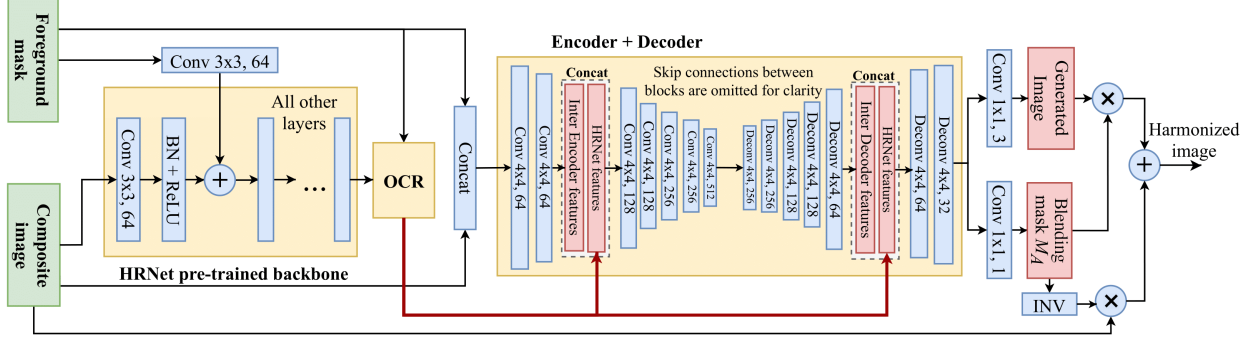 Foreground
mask
Composite
image
Conv 3x3, 64
All other
layers
Conv 3x3,
64
BN + ReLU
+
...
HRNet pre-trained backbone
OCR
Concat
Encoder + Decoder
Skip connections between
blocks are omitted for clarity
Conv 4x4, 64
Conv 4x4, 64
Concat
Inter Encoder features
HRNet features
Conv 4x4, 128
Conv 4x4, 128
Conv 4x4, 256
Conv 4x4, 256
Conv 4x4, 512
Deconv 4x4, 256
Deconv 4x4, 256
Deconv 4x4, 128
Deconv 4x4, 128
Deconv 4x4, 64
Concat
Inter Decoder features
HRNet features
Deconv 4x4, 64
Deconv 4x4, 32
Conv 1x1, 3
Generated
Image
×
Conv 1x1, 1
Blending
mask M_A
INV
×
+
Harmonized
image